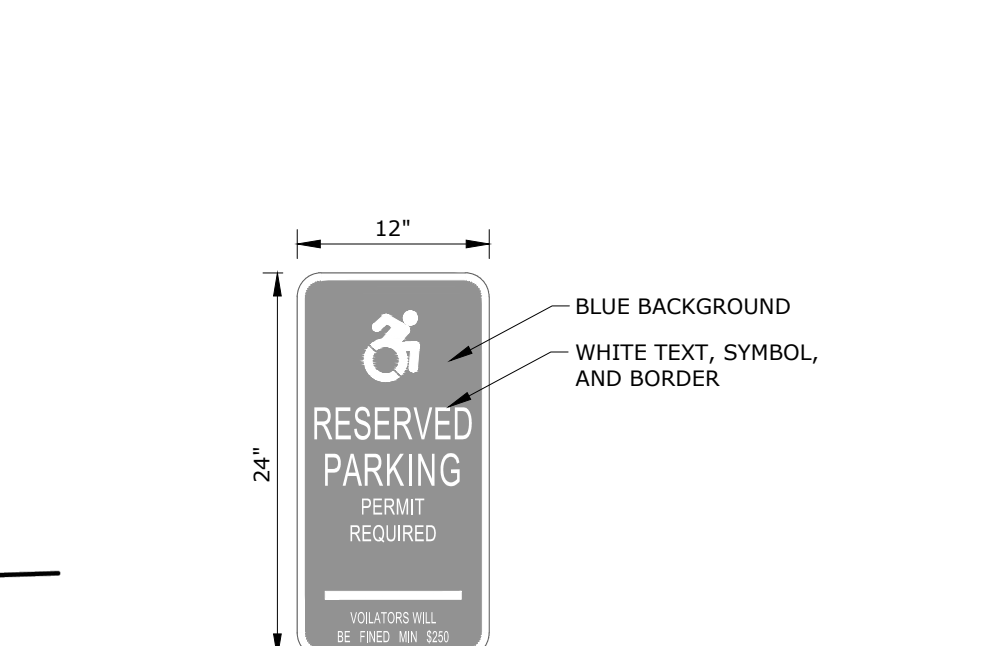 12"
BLUE BACKGROUND
WHITE TEXT, SYMBOL,
AND BORDER
24"
RESERVED
PARKING
PERMIT
REQUIRED
VOILATORS WILL
BE FINED MIN $250